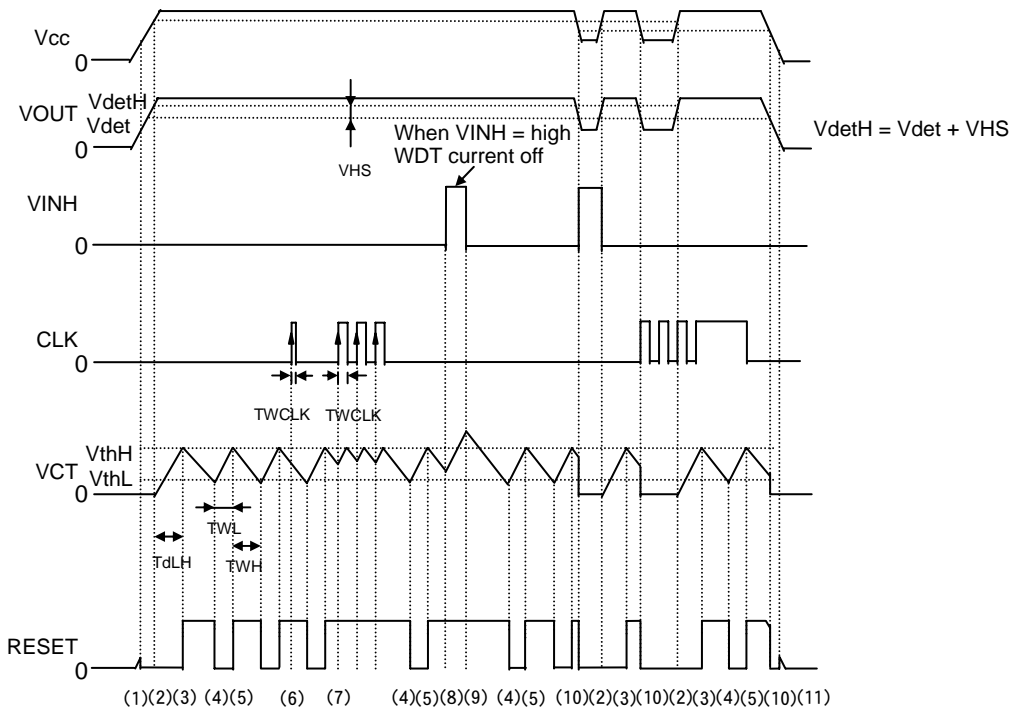 Vcc
0
VdetH
VOUT
Vdet
0
VHS
When VINH = high
WDT current off
VdetH = Vdet + VHS
VINH
0
CLK
0
TWCLK TWCLK
VthH
VCT
VthL
0
TWL
TdLH
TWH
RESET
0
(1)(2)(3) (4)(5) (6) (7) (4)(5)(8)(9) (4)(5) (10)(2)(3)(10)(2)(3)(4)(5)(10)(11)